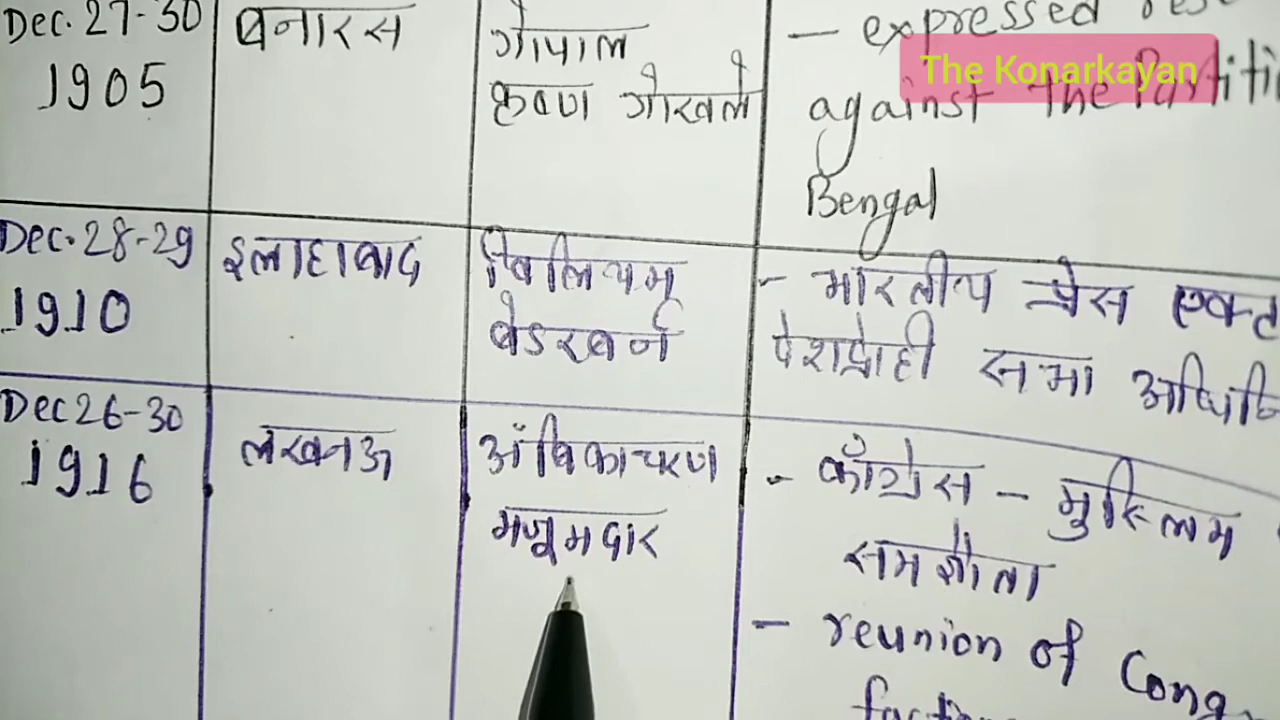 Dec. 27-30
1905
बनारस
गोपाल
कृष्ण गोखले
- expressed
against The Partiti
Bengal
The Konarkayan
Dec. 28-29
1910
इलाहाबाद
विलियम
वेडरबर्न
- भारतीय प्रेस एक्ट
सभा
Dec 26-30
1916
लखनऊ
अंबिकाचरण
मजूमदार
- काँग्रेस - मुस्लिम
समझौता
- reunion of Cong